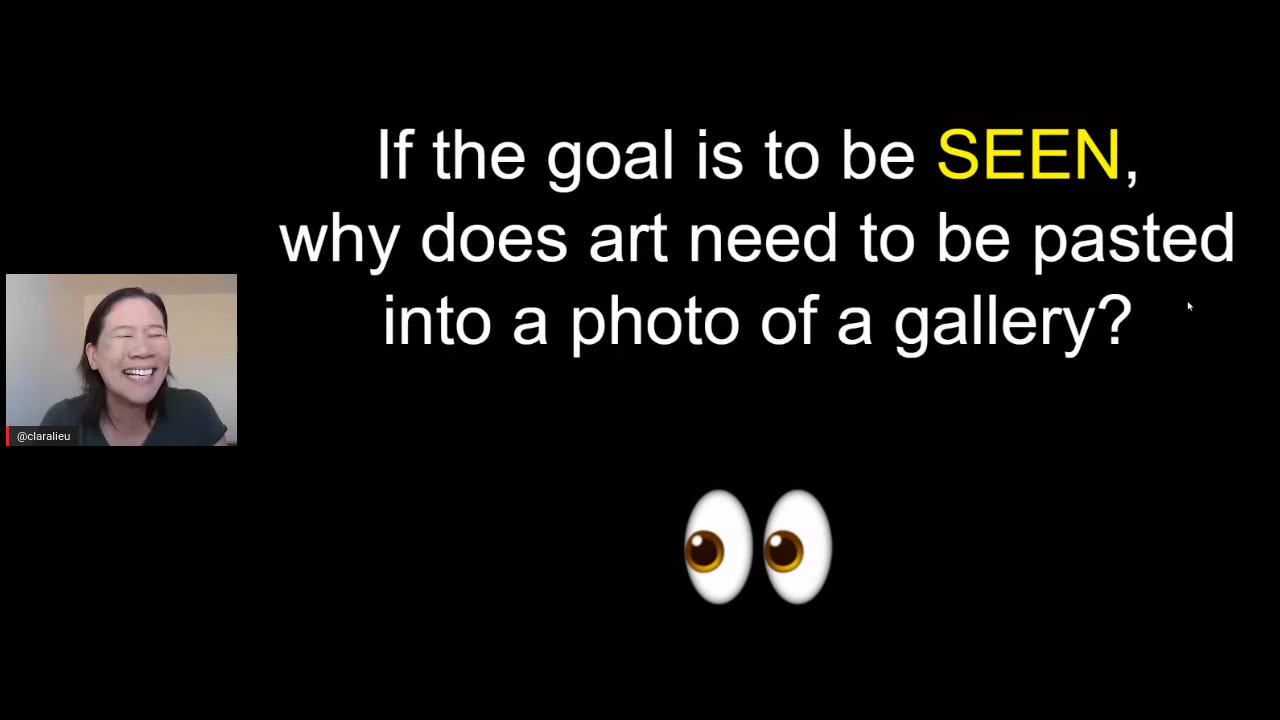 If the goal is to be SEEN,
why does art need to be pasted
into a photo of a gallery?
@claralieu